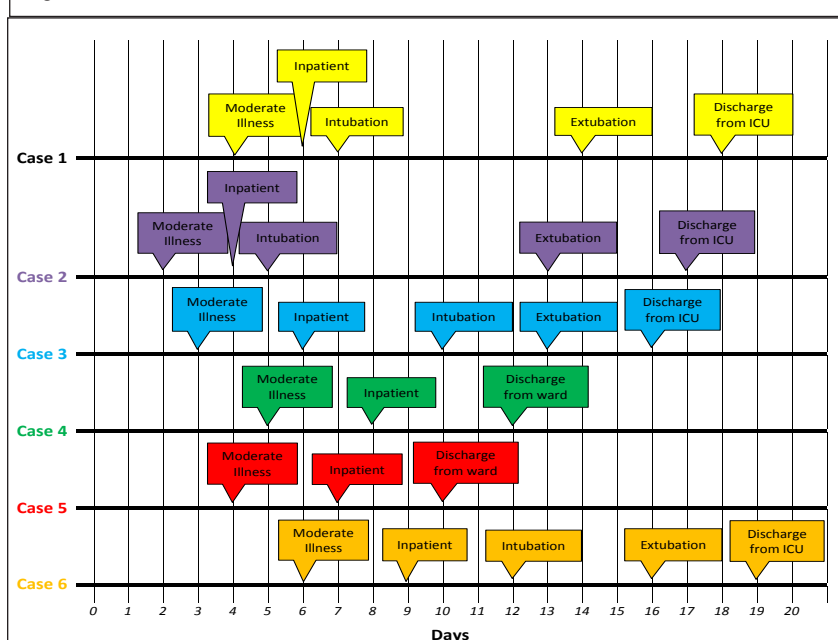 Inpatient
Moderate
Illness
Intubation
Extubation
Discharge
from ICU
Case 1
Inpatient
Moderate
Illness
Intubation
Extubation
Discharge
from ICU
Case 2
Moderate
Illness
Inpatient
Intubation
Extubation
Discharge
from ICU
Case 3
Moderate
Illness
Inpatient
Discharge
from ward
Case 4
Moderate
Illness
Inpatient
Discharge
from ward
Case 5
Moderate
Illness
Inpatient
Intubation
Extubation
Discharge
from ICU
Case 6
0 1 2 3 4 5 6 7 8 9 10 11 12 13 14 15 16 17 18 19 20
Days